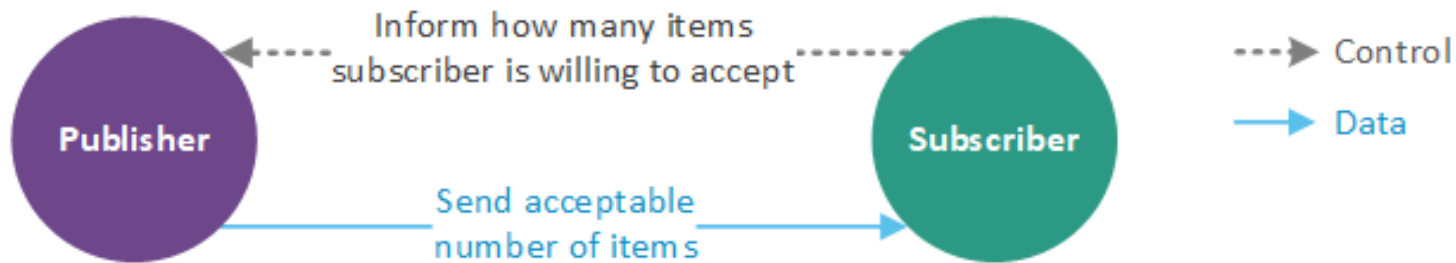 Inform how many items
subscriber is willing to accept
Publisher
Subscriber
Send acceptable
number of items
Control
Data